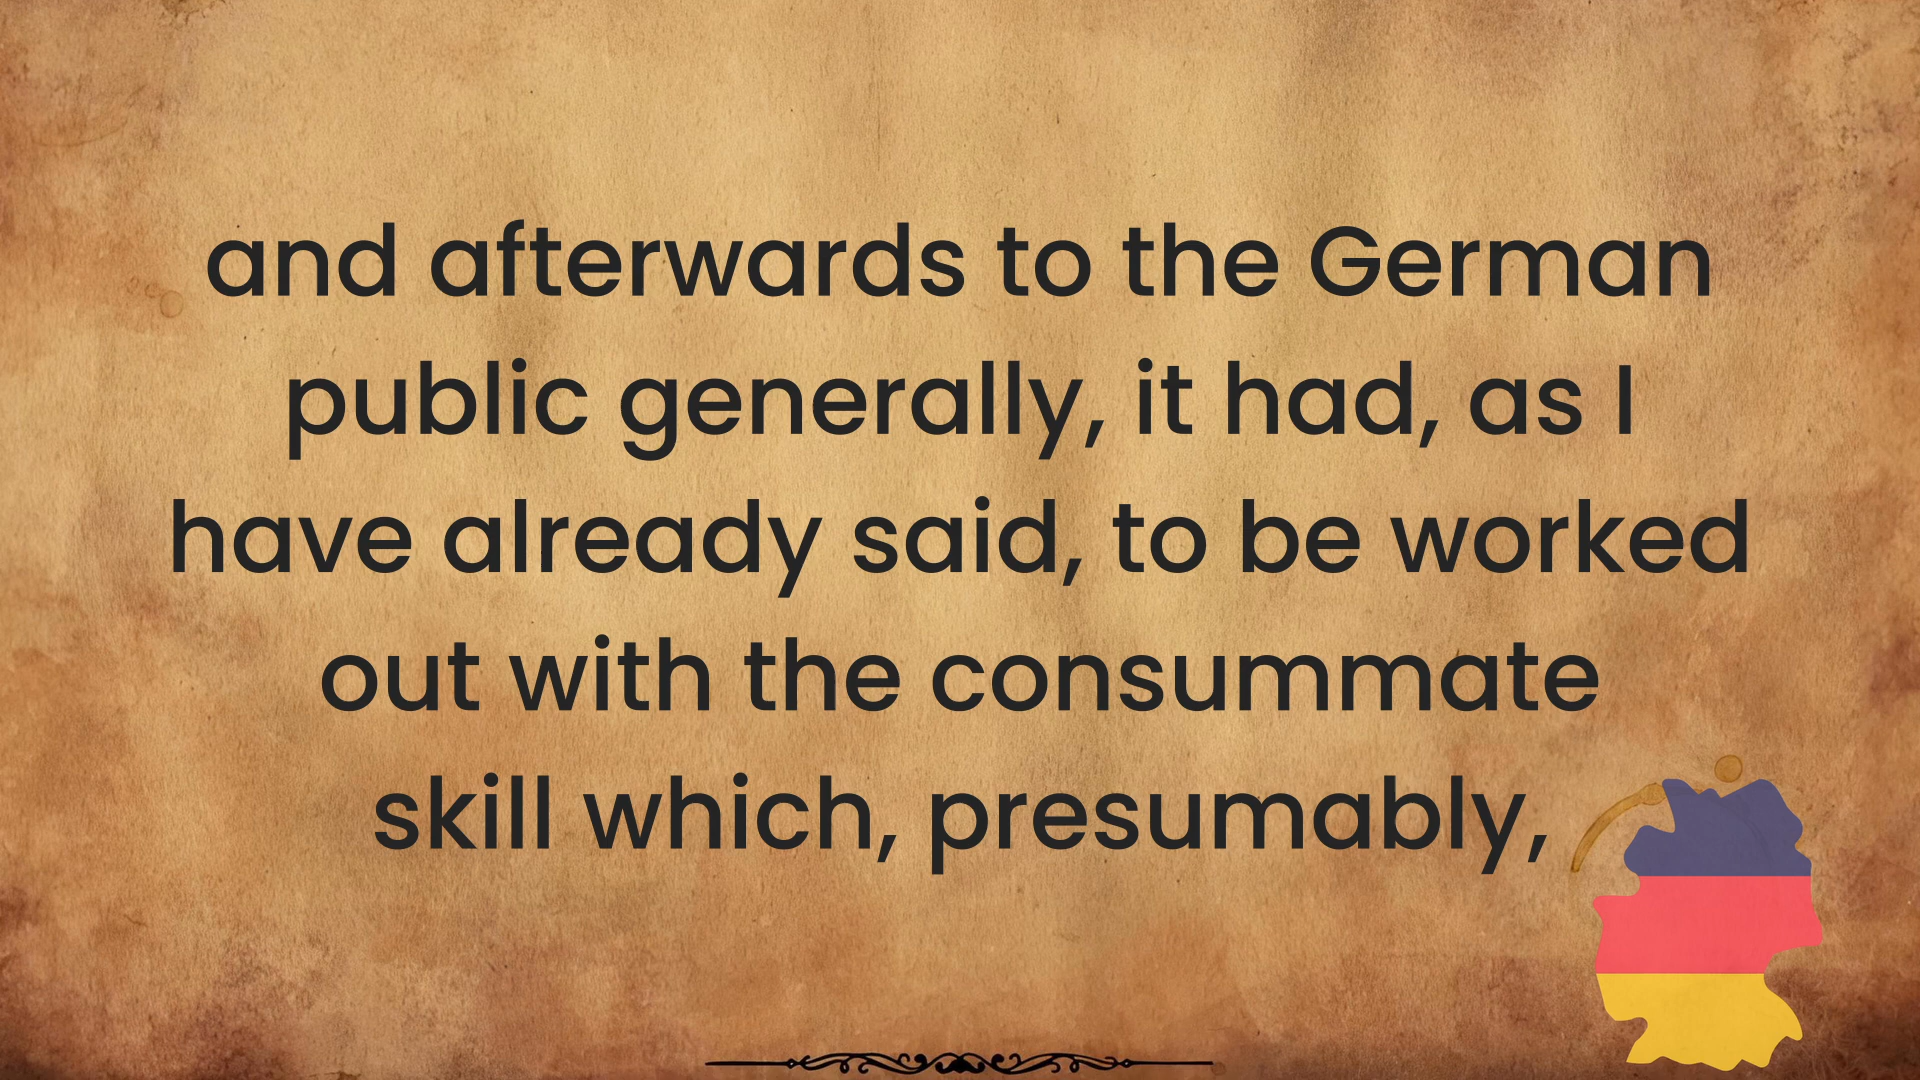 and afterwards to the German
public generally, it had, as I
have already said, to be worked
out with the consummate
skill which, presumably,